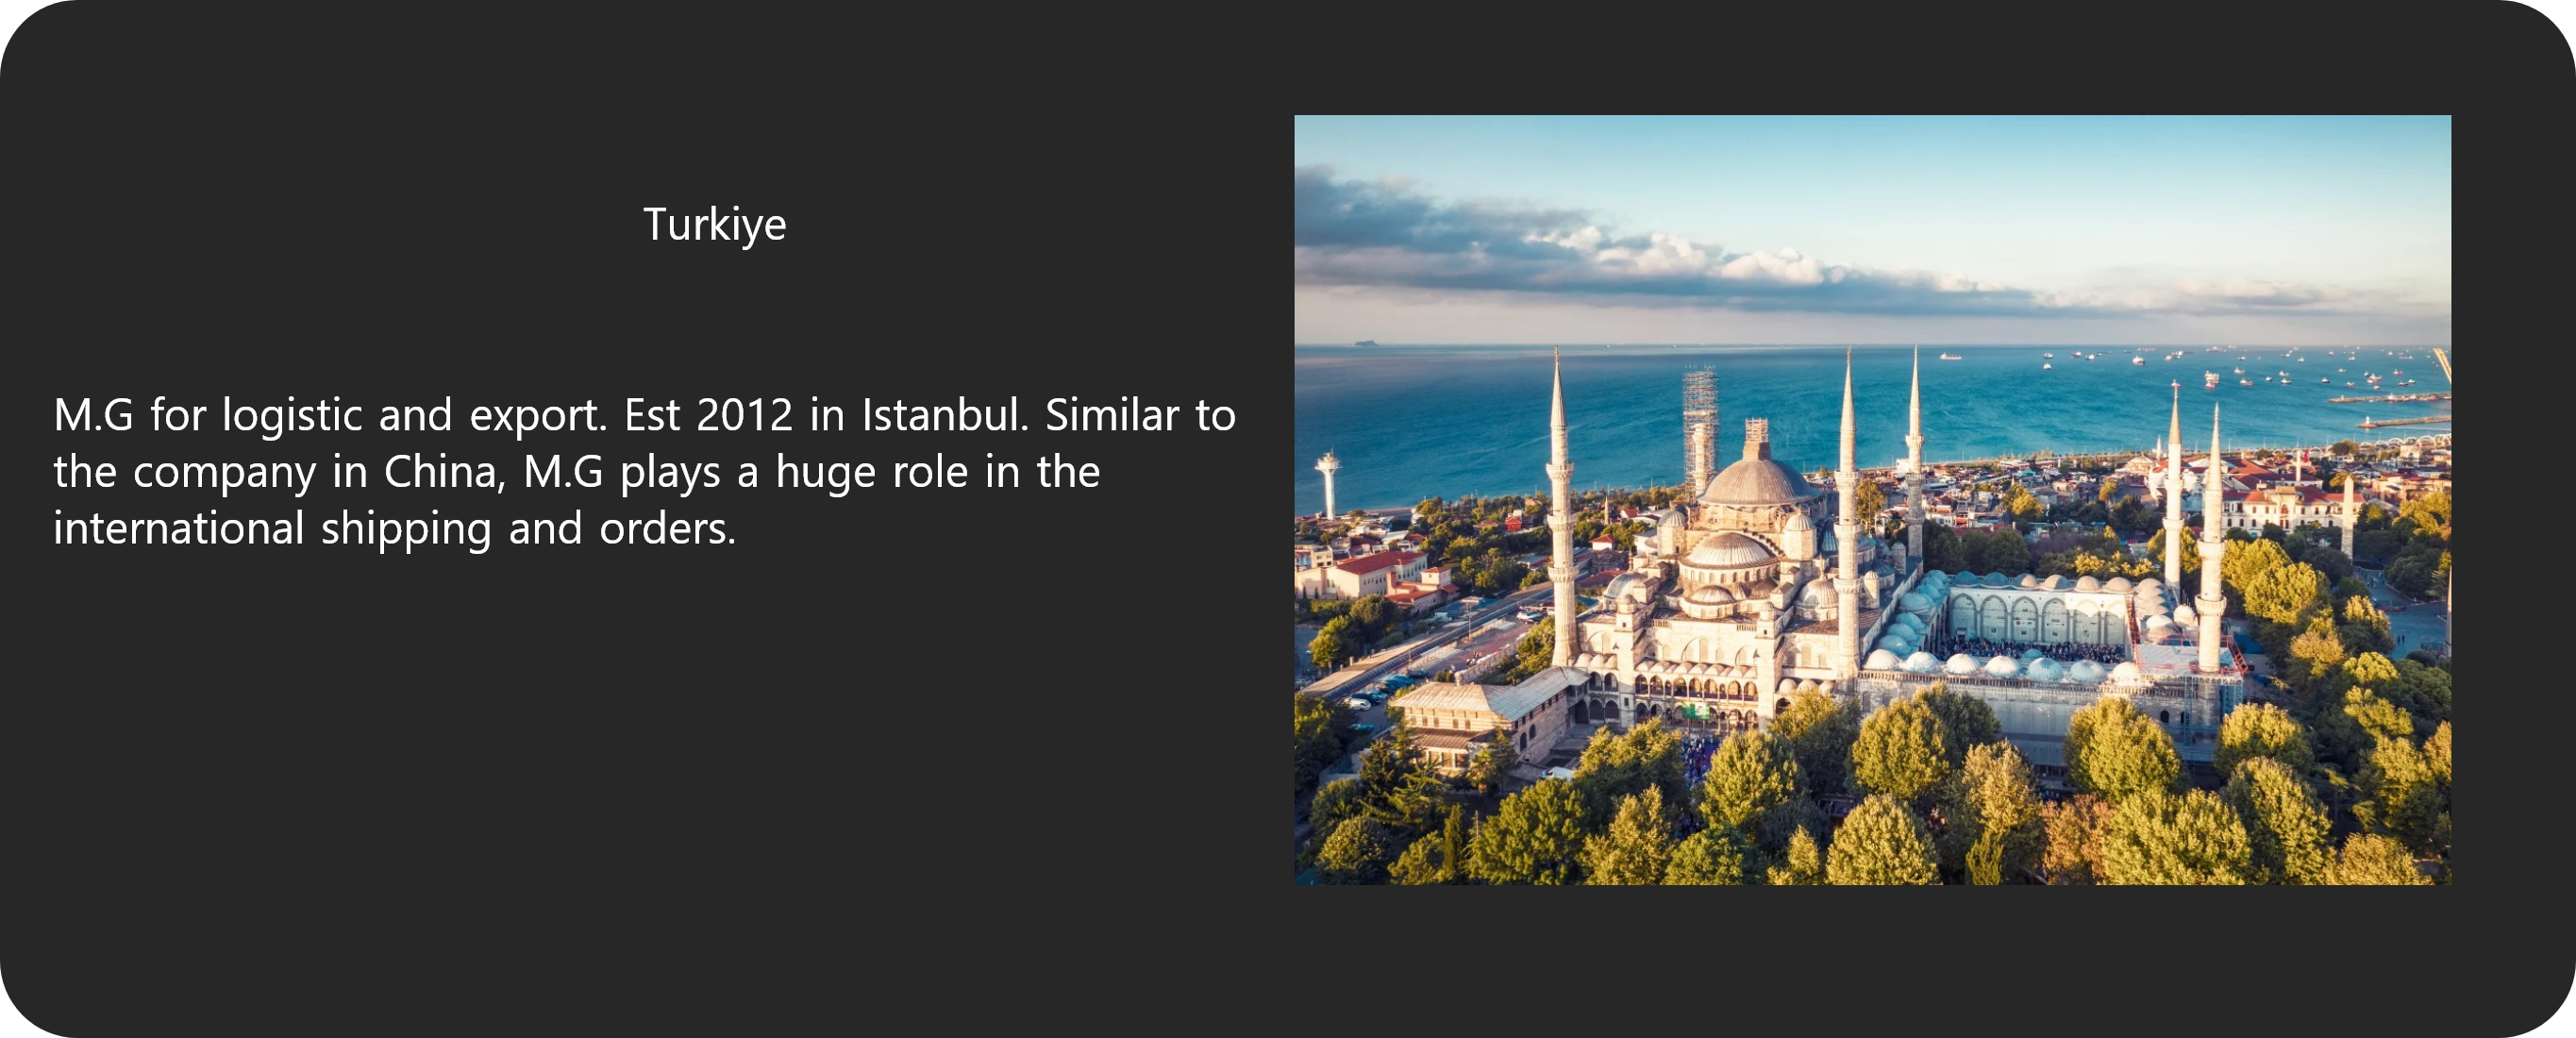 Turkiye
M.G for logistic and export. Est 2012 in Istanbul. Similar to
the company in China, M.G plays a huge role in the
international shipping and orders.